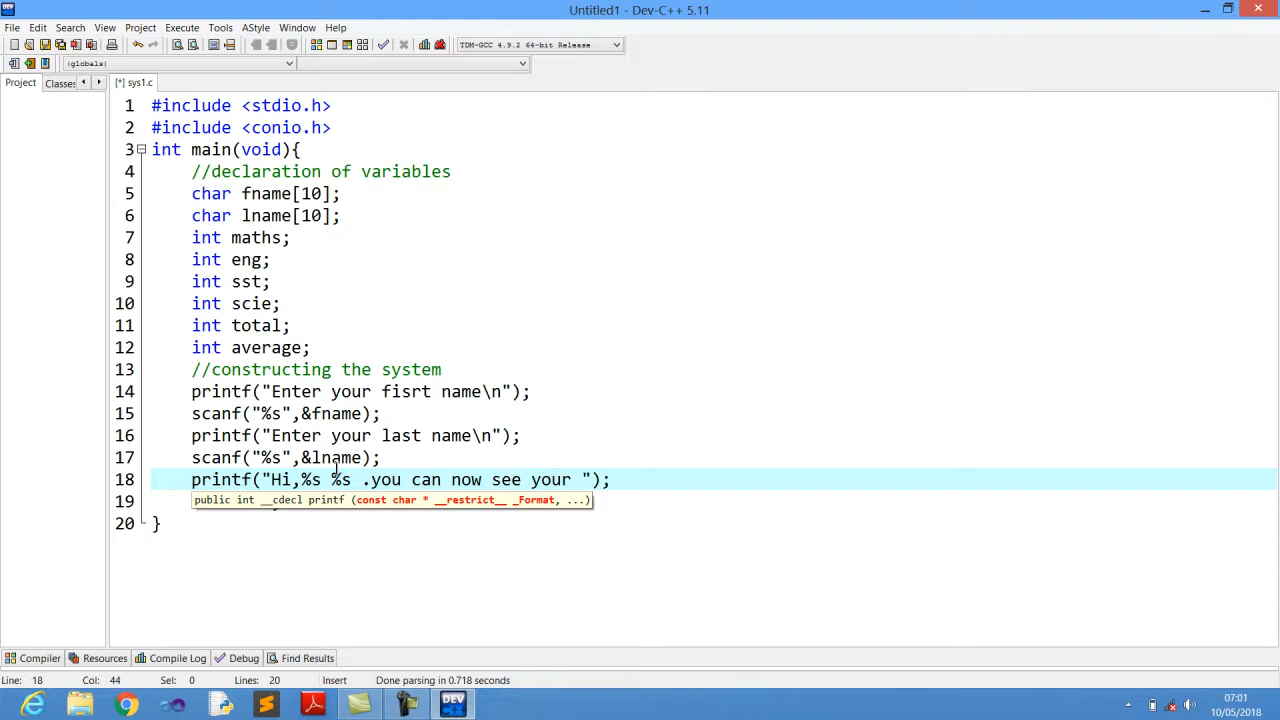 Untitled1 - Dev-C++ 5.11
File Edit Search View Project Execute Tools AStyle Window Help
TDM-GCC 4.9.2 64-bit Release
(globals)
Project Classes [*] sys1.c
1 #include <stdio.h>
2 #include <conio.h>
3 int main(void){
4 //declaration of variables
5 char fname[10];
6 char lname[10];
7 int maths;
8 int eng;
9 int sst;
10 int scie;
11 int total;
12 int average;
13 //constructing the system
14 printf("Enter your fisrt name\n");
15 scanf("%s",&fname);
16 printf("Enter your last name\n");
17 scanf("%s",&lname);
18 printf("Hi,%s %s .you can now see your ");
public int __cdecl printf (const char * __restrict__ _Format, ...)
19
20 }
Compiler Resources Compile Log Debug Find Results
Line: 18 Col: 44 Sel: 0 Lines: 20 Insert Done parsing in 0.718 seconds
DEV
07:01
10/05/2018